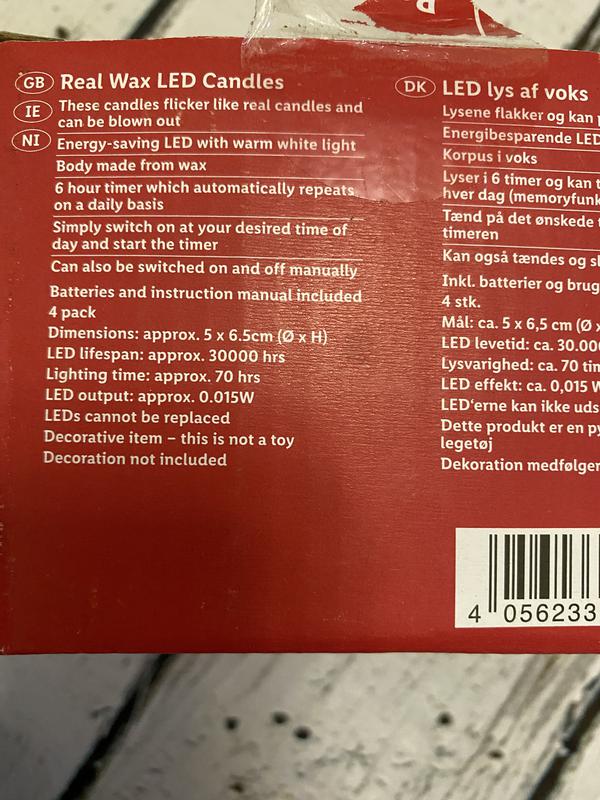 GB Real Wax LED Candles
IE These candles flicker like real candles and
can be blown out
NI Energy-saving LED with warm white light
Body made from wax
6 hour timer which automatically repeats
on a daily basis
Simply switch on at your desired time of
day and start the timer
Can also be switched on and off manually
Batteries and instruction manual included
4 pack
Dimensions: approx. 5 x 6.5cm (Ø x H)
LED lifespan: approx. 30000 hrs
Lighting time: approx. 70 hrs
LED output: approx. 0.015W
LEDs cannot be replaced
Decorative item – this is not a toy
Decoration not included
DK LED lys af voks
Lysene flakker og kan
Energibesparende LED
Korpus i voks
Lyser i 6 timer og kan
hver dag (memoryfunk
Tænd på det ønskede
timeren
Kan også tændes og
Inkl. batterier og brug
4 stk.
Mål: ca. 5 x 6,5 cm (Ø
LED levetid: ca. 30.00
Lysvarighed: ca. 70
LED effekt: ca. 0,015
LED'erne kan ikke uds
Dette produkt er en
legetøj
Dekoration medfølger
4 056233